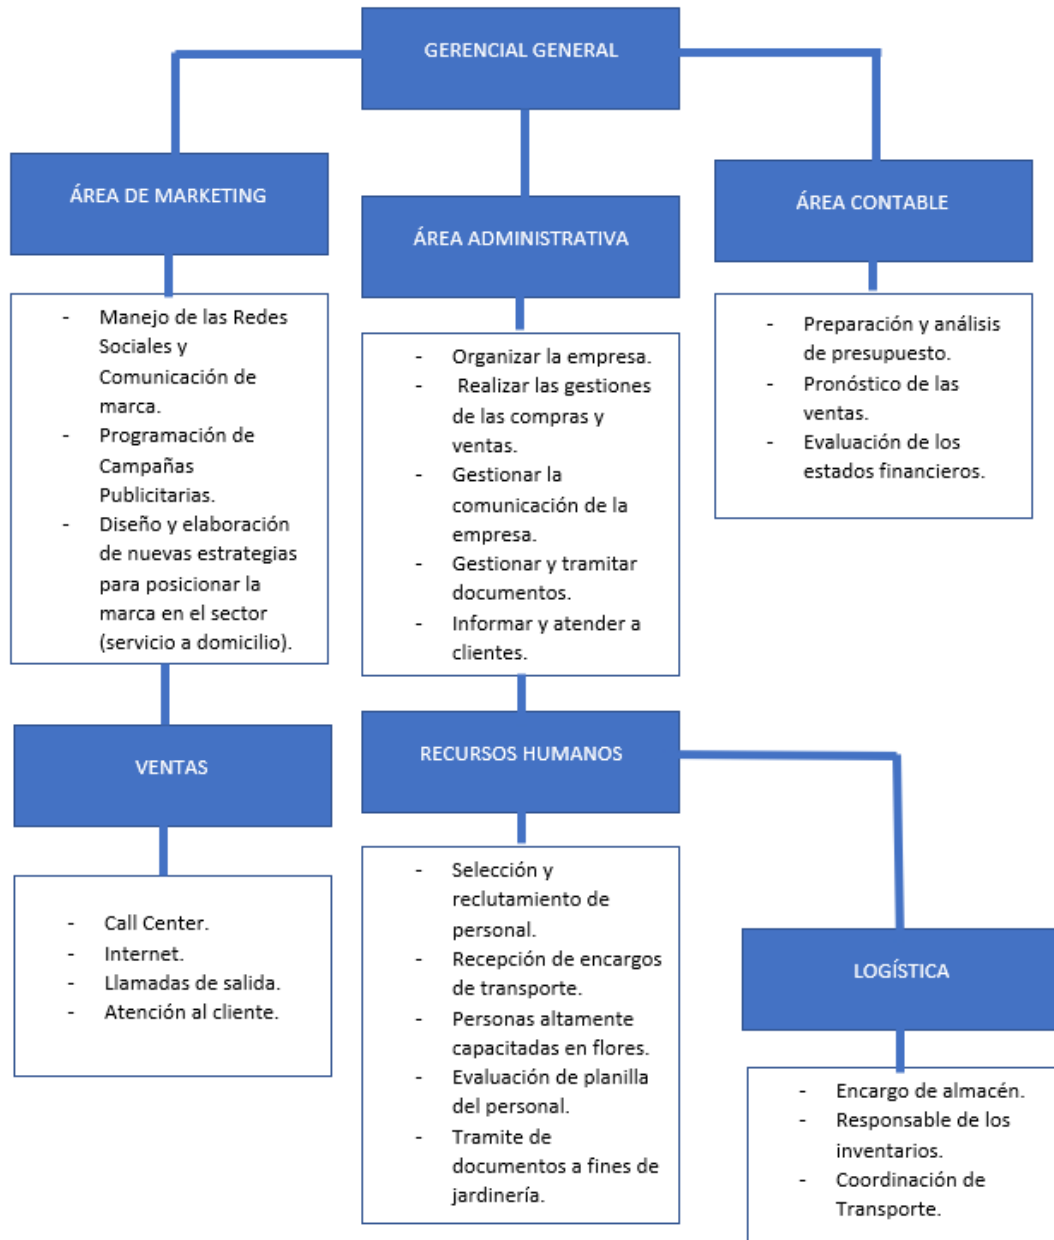 GERENCIAL GENERAL
ÁREA DE MARKETING
ÁREA ADMINISTRATIVA
ÁREA CONTABLE
- Manejo de las Redes
Sociales y
Comunicación de
marca.
- Programación de
Campañas
Publicitarias.
- Diseño y elaboración
de nuevas estrategias
para posicionar la
marca en el sector
(servicio a domicilio).
- Organizar la empresa.
- Realizar las gestiones
de las compras y
ventas.
- Gestionar la
comunicación de la
empresa.
- Gestionar y tramitar
documentos.
- Informar y atender a
clientes.
- Preparación y análisis
de presupuesto.
- Pronóstico de las
ventas.
- Evaluación de los
estados financieros.
VENTAS
RECURSOS HUMANOS
- Call Center.
- Internet.
- Llamadas de salida.
- Atención al cliente.
- Selección y
reclutamiento de
personal.
- Recepción de encargos
de transporte.
- Personas altamente
capacitadas en flores.
- Evaluación de planilla
del personal.
- Tramite de
documentos a fines de
jardinería.
LOGÍSTICA
- Encargo de almacén.
- Responsable de los
inventarios.
- Coordinación de
Transporte.